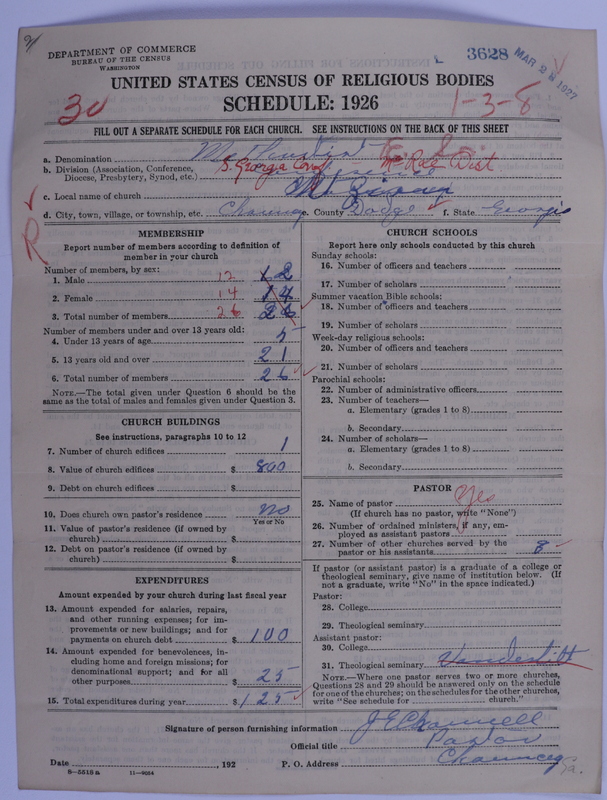 DEPARTMENT OF COMMERCE
BUREAU OF THE CENSUS
WASHINGTON
3628 MAR 2 1927
UNITED STATES CENSUS OF RELIGIOUS BODIES
SCHEDULE: 1926
30
1-3-8
FILL OUT A SEPARATE SCHEDULE FOR EACH CHURCH. SEE INSTRUCTIONS ON THE BACK OF THIS SHEET
a. Denomination
b. Division (Association, Conference, Diocese, Presbytery, Synod, etc.) S. Georgia Conf McRae Dist
c. Local name of church
d. City, town, village, or township, etc. Chauncey e. County Dodge f. State Georgia
R
MEMBERSHIP
Report number of members according to definition of
member in your church
Number of members, by sex:
1. Male 12 12
2. Female 14 14
3. Total number of members 26 26
Number of members under and over 13 years old:
4. Under 13 years of age 5
5. 13 years old and over 21
6. Total number of members 26
NOTE.—The total given under Question 6 should be
same as the total of males and females given under Question 3.
CHURCH BUILDINGS
See instructions, paragraphs 10 to 12
7. Number of church edifices 1
8. Value of church edifices $ 800
9. Debt on church edifices $
10. Does church own pastor's residence No
Yes or No
11. Value of pastor's residence (if owned by
church) $
12. Debt on pastor's residence (if owned by
church) $
EXPENDITURES
Amount expended by your church during last fiscal year
13. Amount expended for salaries, repairs,
and other running expenses; for im-
provements or new buildings; and for
payments on church debt $ 100
14. Amount expended for benevolences, in-
cluding home and foreign missions; for
denominational support; and for all
other purposes $ 25
15. Total expenditures during year $ 125
CHURCH SCHOOLS
Report here only schools conducted by this church
Sunday schools:
16. Number of officers and teachers
17. Number of scholars
Summer vacation Bible schools:
18. Number of officers and teachers
19. Number of scholars
Week-day religious schools:
20. Number of officers and teachers
21. Number of scholars
Parochial schools:
22. Number of administrative officers
23. Number of teachers—
a. Elementary (grades 1 to 8)
b. Secondary
24. Number of scholars—
a. Elementary (grades 1 to 8)
b. Secondary
PASTOR
25. Name of pastor Yes
(If church has no pastor, write "None")
26. Number of ordained ministers, if any, em-
ployed as assistant pastors
27. Number of other churches served by the
pastor or his assistants 8
If pastor (or assistant pastor) is a graduate of a college or
theological seminary, give name of institution below. (If
not a graduate, write "No" in the space indicated.)
Pastor:
28. College
29. Theological seminary
Assistant pastor:
30. College
31. Theological seminary Vanderbilt
NOTE.—Where one pastor serves two or more churches,
Questions 28 and 29 should be answered only on the schedule
for one of the churches; on the schedules for the other churches,
write "See schedule for church."
Signature of person furnishing information J E Channell
Official title Pastor
Date , 192 P. O. Address Chauncey Ga.
8—5519 a 11—9024